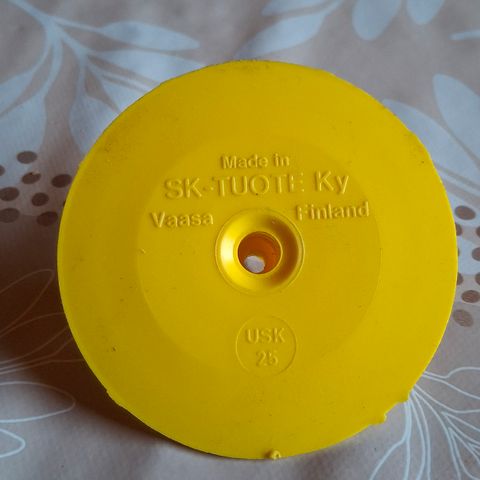 Made in
SK-TUOTE Ky
Vaasa Finland
USK
25